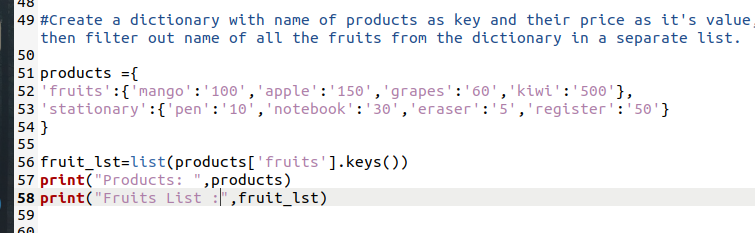 48
49 #Create a dictionary with name of products as key and their price as it's value,
then filter out name of all the fruits from the dictionary in a separate list.
50
51 products ={
52 'fruits':{'mango':'100','apple':'150','grapes':'60','kiwi':'500'},
53 'stationary':{'pen':'10','notebook':'30','eraser':'5','register':'50'}
54 }
55
56 fruit_lst=list(products['fruits'].keys())
57 print("Products: ",products)
58 print("Fruits List :",fruit_lst)
59
60